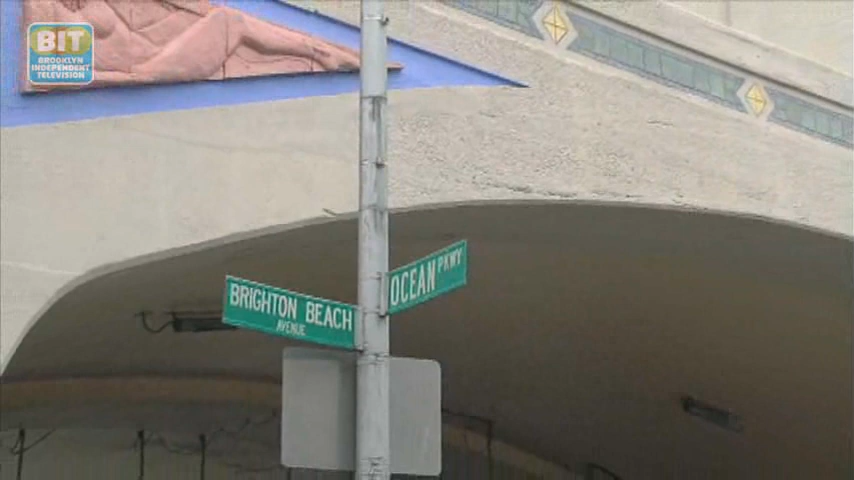 BIT
BROOKLYN
INDEPENDENT
TELEVISION
BRIGHTON BEACH
AVENUE
OCEAN PKWY